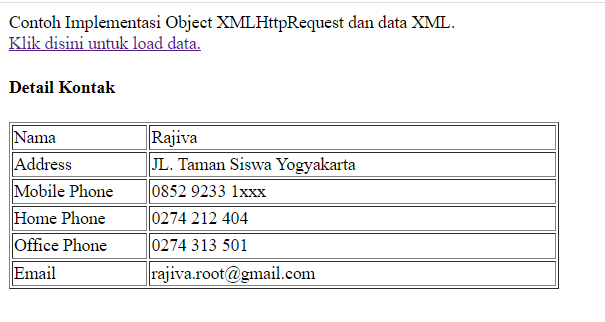 Contoh Implementasi Object XMLHttpRequest dan data XML.
Klik disini untuk load data.
Detail Kontak
Nama Rajiva
Address JL. Taman Siswa Yogyakarta
Mobile Phone 0852 9233 1xxx
Home Phone 0274 212 404
Office Phone 0274 313 501
Email rajiva.root@gmail.com